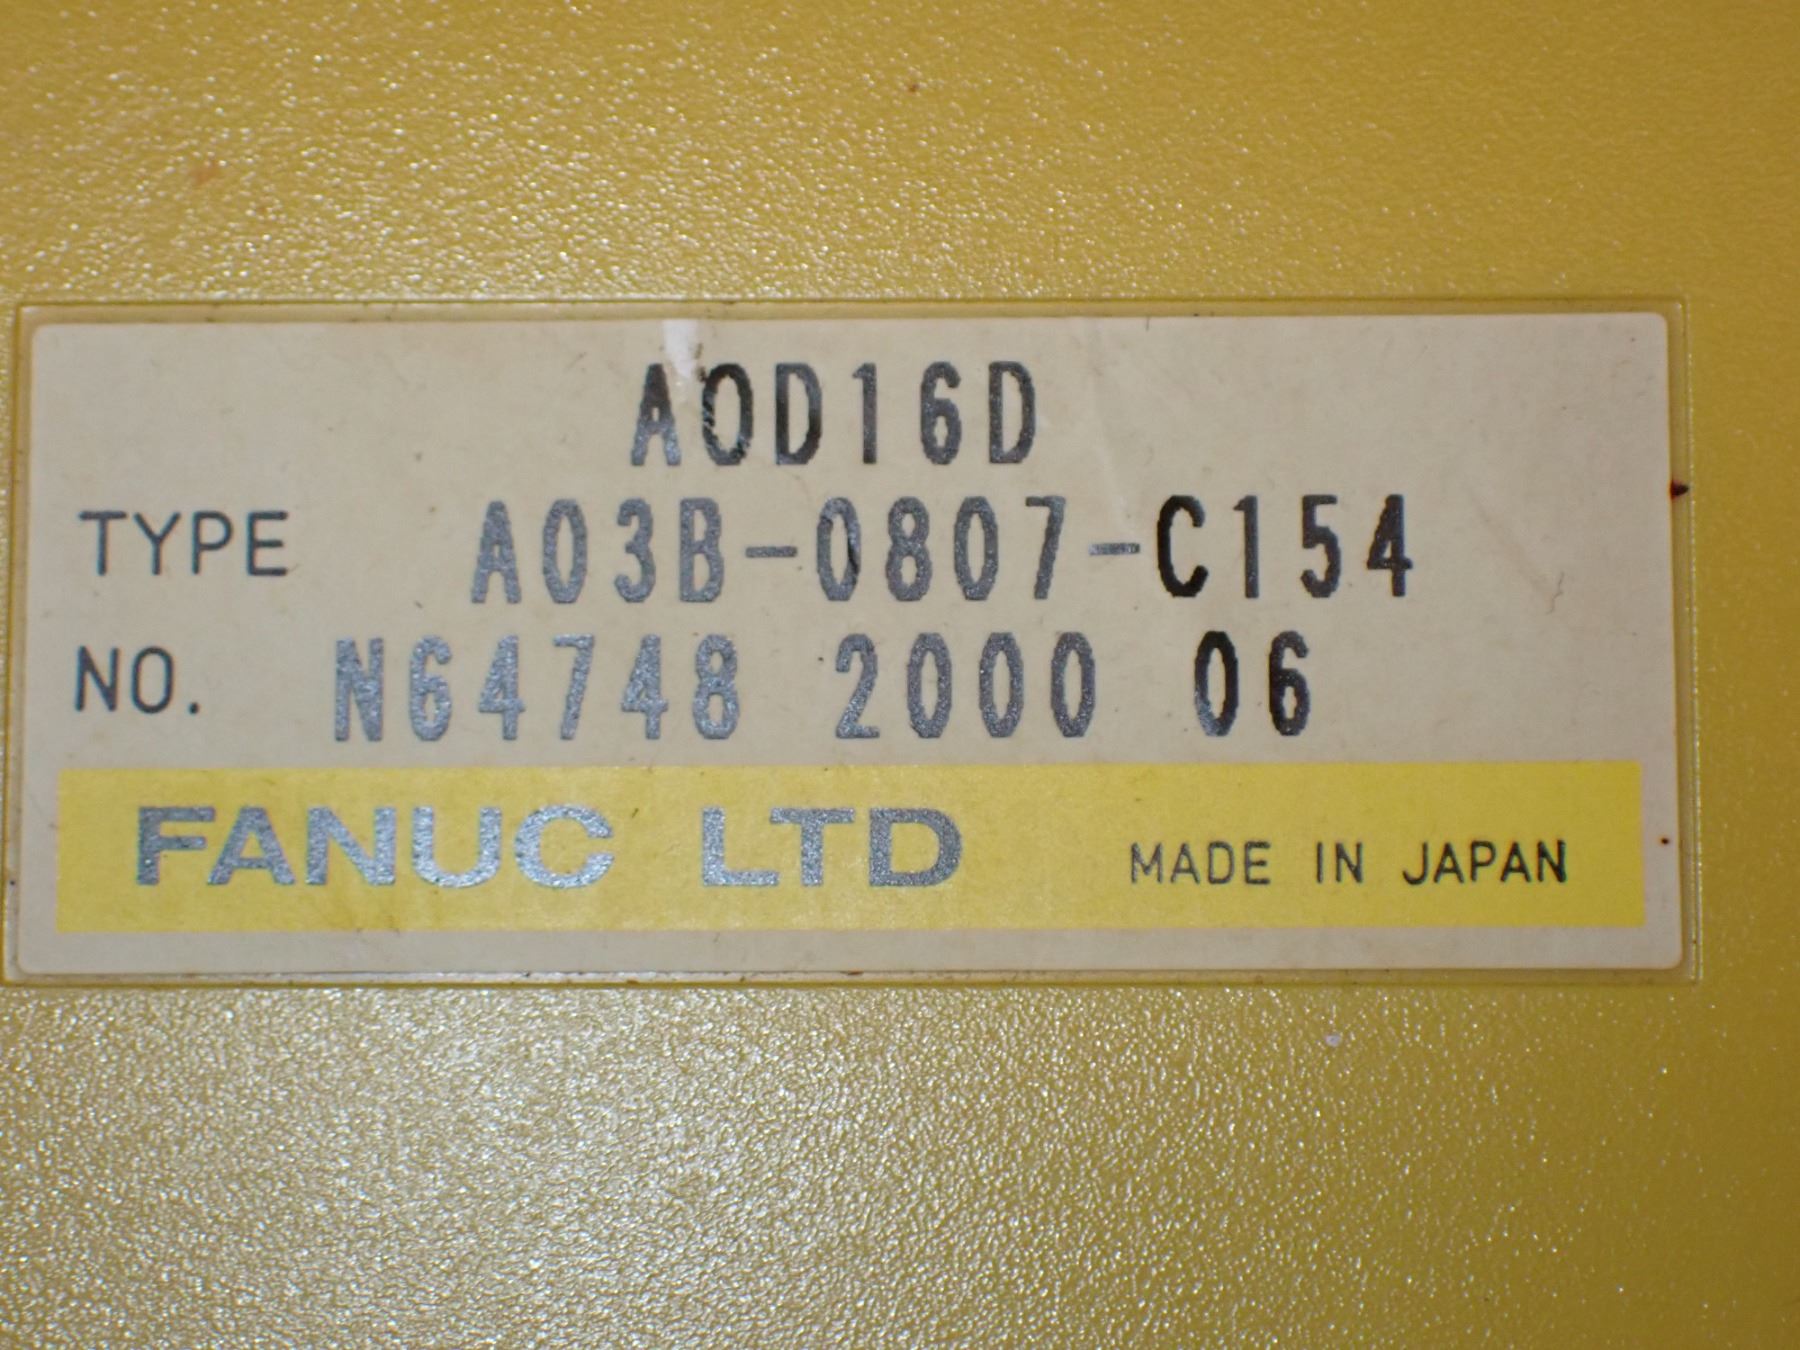 AOD16D
TYPE A03B-0807-C154
NO. N64748 2000 06
FANUC LTD MADE IN JAPAN